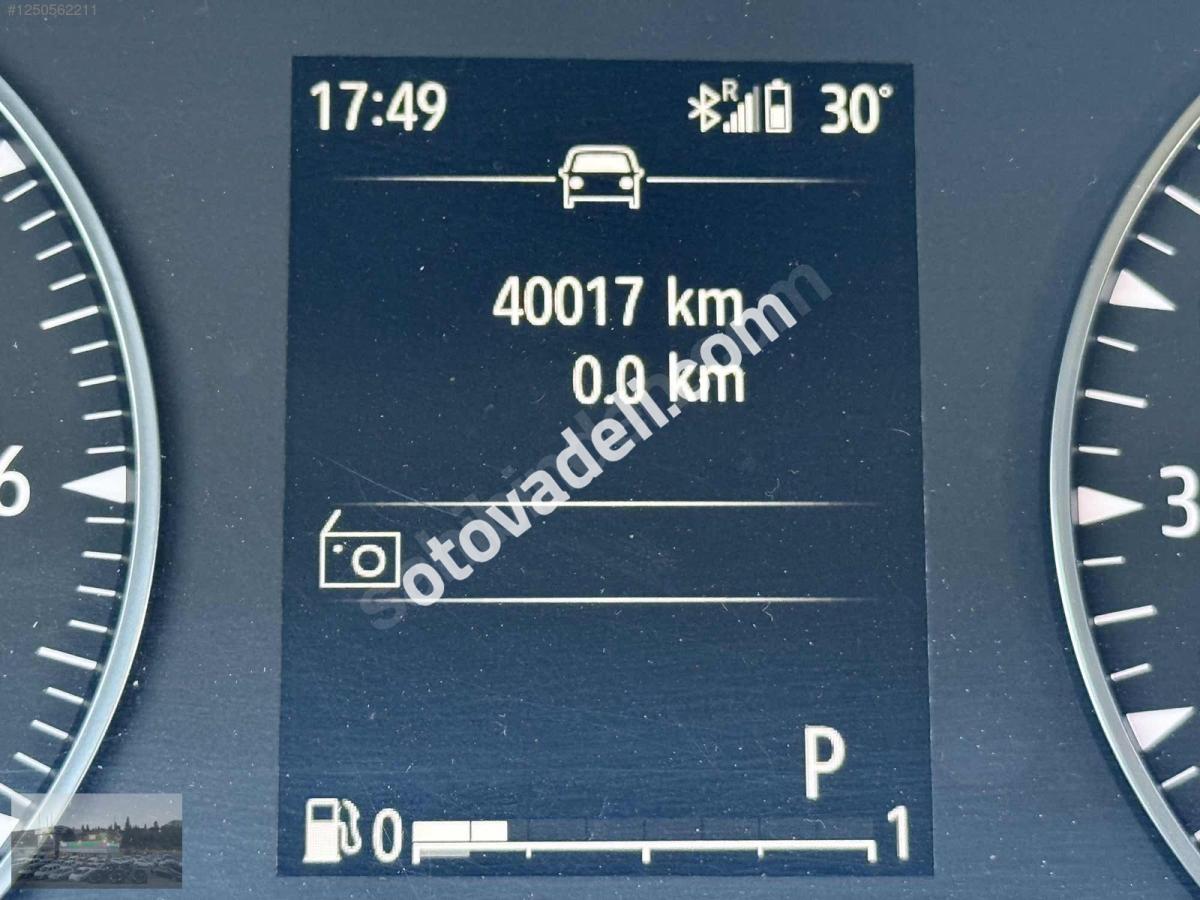 #1250562211
17:49 R 30°
40017 km
0.0 km
sotovadeli.com
6
3
P
0 1